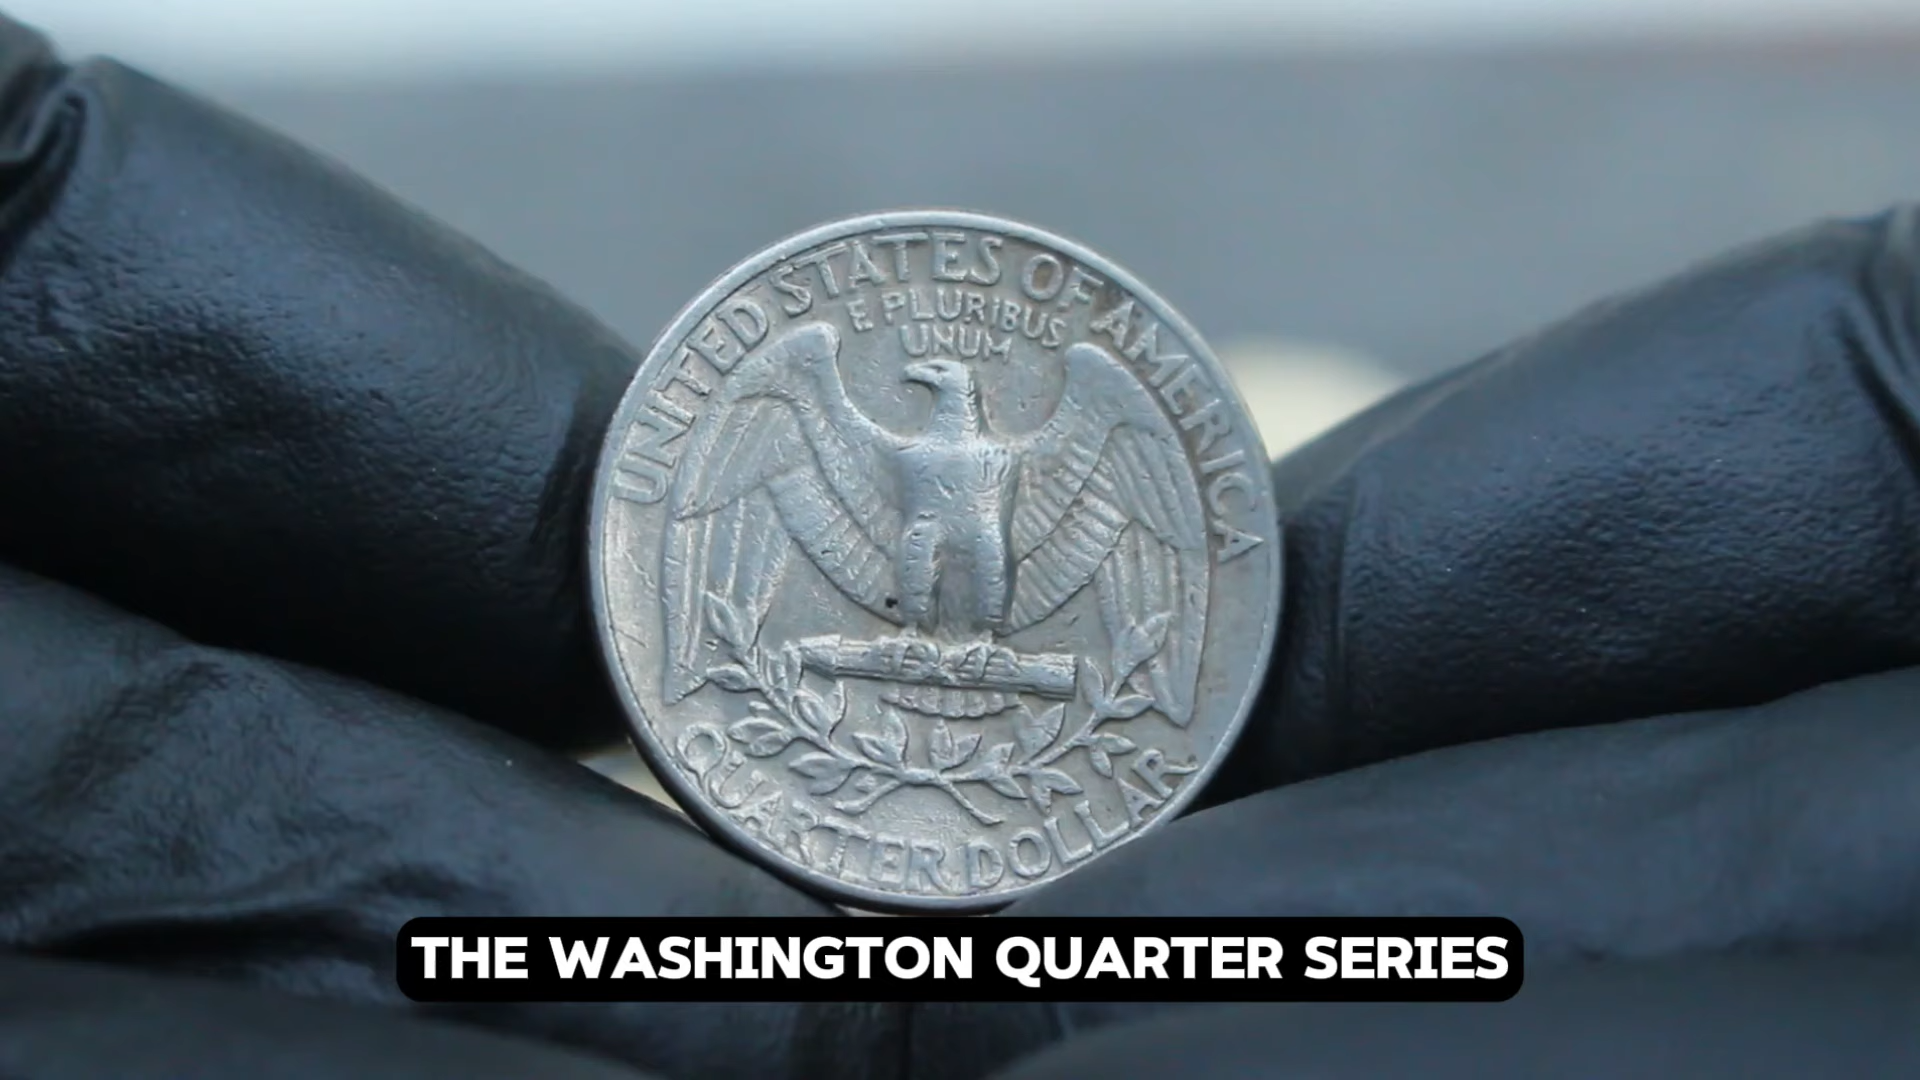 UNITED STATES OF AMERICA
E PLURIBUS
UNUM
QUARTER DOLLAR
THE WASHINGTON QUARTER SERIES